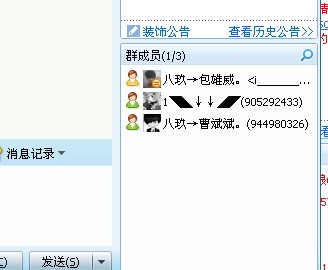 装饰公告 查看历史公告>>
群成员(1/3)
八玖→包雄威。<i______...
1◥◣↓↓◢◤(905292433)
八玖→曹斌斌。(944980326)
消息记录
发送(S)